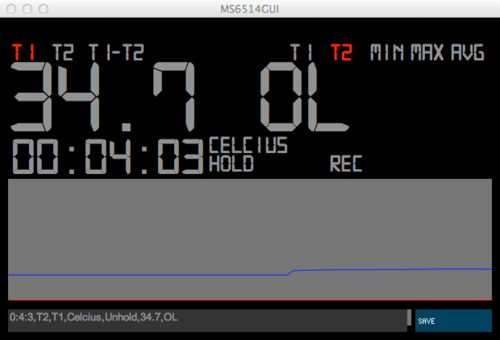 MS6514GUI
T1 T2 T1-T2 T1 T2 MIN MAX AVG
34.7 OL
00:04:03 CELCIUS
HOLD REC
0:4:3,T2,T1,Celcius,Unhold,34.7,OL
SAVE